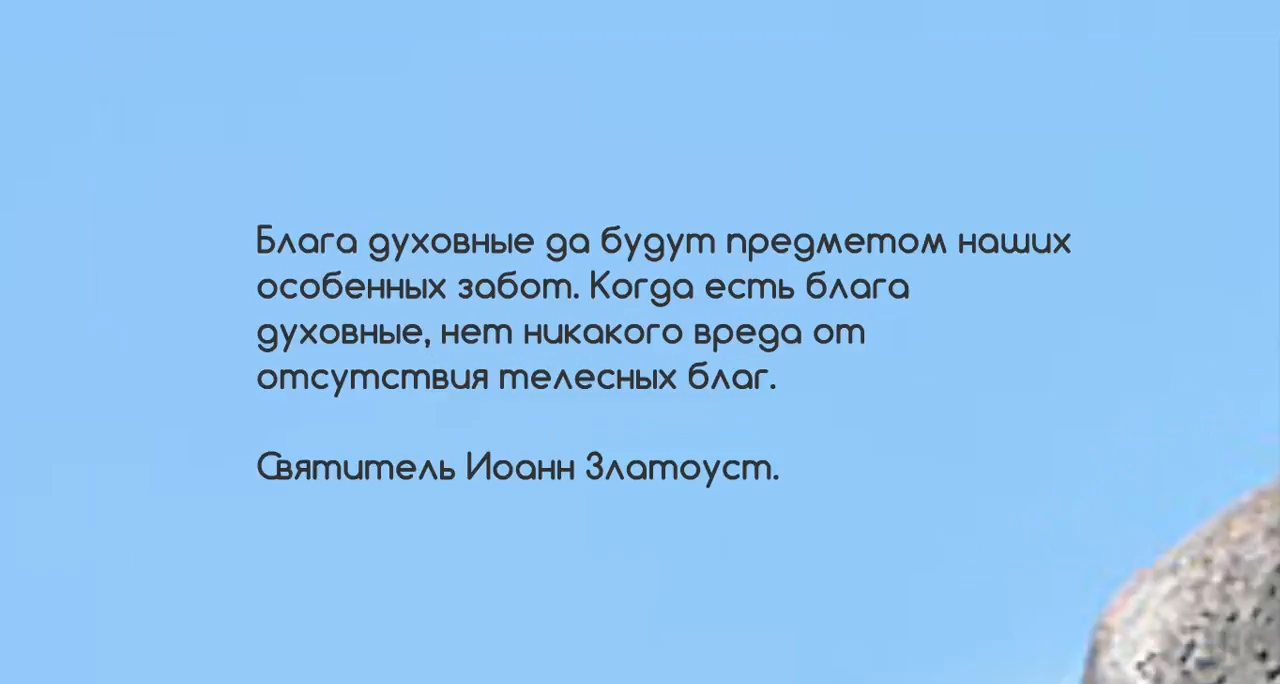 Блага духовные да будут предметом наших
особенных забот. Когда есть блага
духовные, нет никакого вреда от
отсутствия телесных благ.
Святитель Иоанн Златоуст.